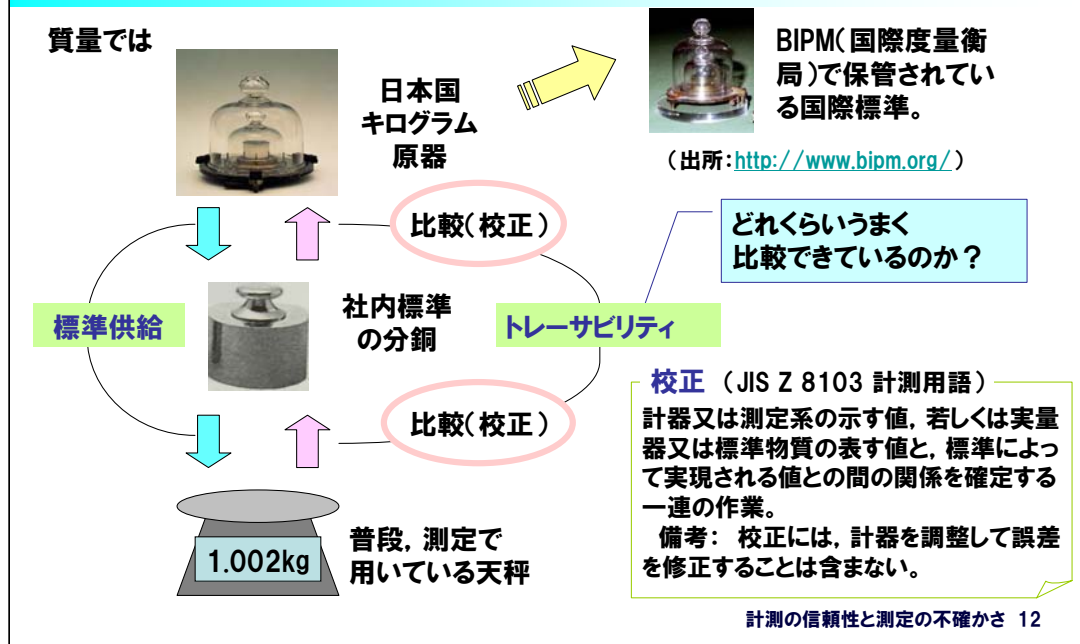 質量では
日本国
キログラム
原器
BIPM(国際度量衡
局)で保管されてい
る国際標準。
(出所:http://www.bipm.org/)
比較(校正)
どれくらいうまく
比較できているのか?
標準供給
社内標準
の分銅
トレーサビリティ
比較(校正)
校正 (JIS Z 8103 計測用語)
計器又は測定系の示す値, 若しくは実量
器又は標準物質の表す値と, 標準によっ
て実現される値との間の関係を確定する
一連の作業。
備考: 校正には, 計器を調整して誤差
を修正することは含まない。
1.002kg
普段, 測定で
用いている天秤
計測の信頼性と測定の不確かさ 12